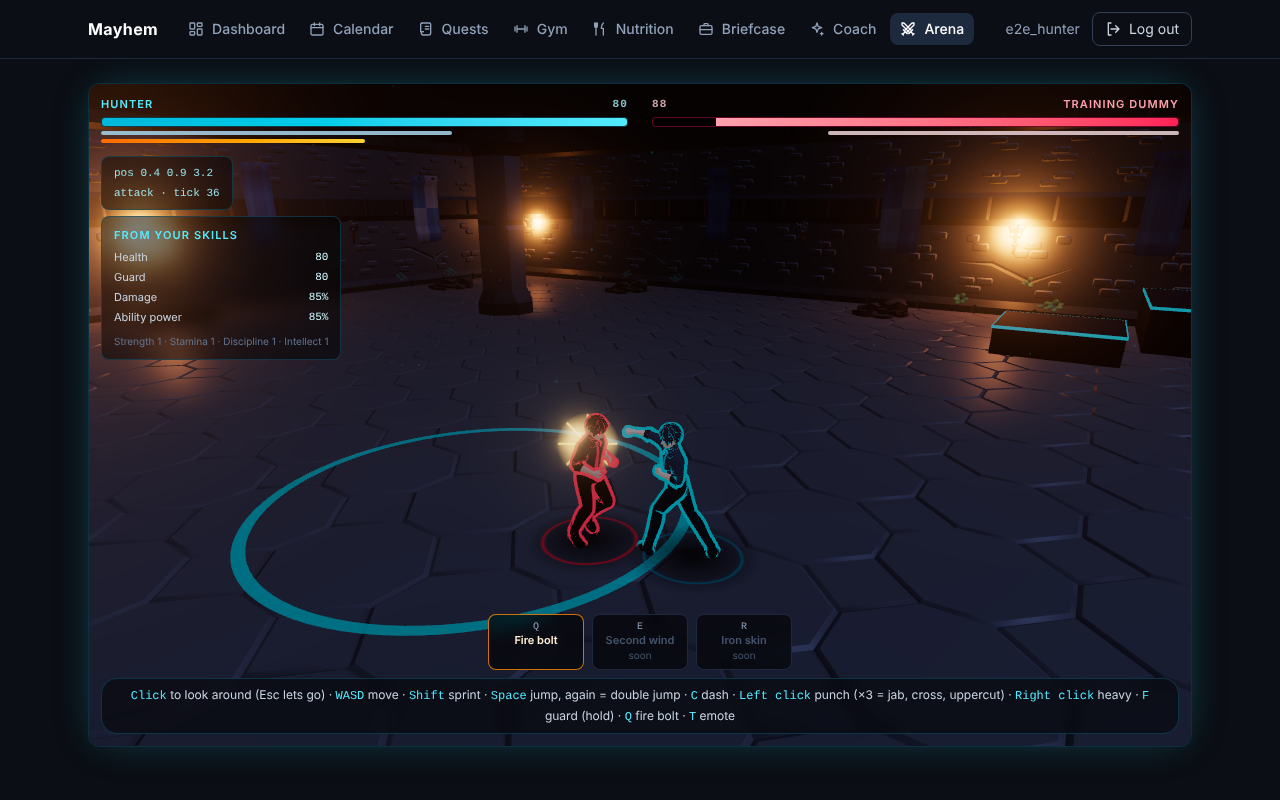 Mayhem
Dashboard
Calendar
Quests
Gym
Nutrition
Briefcase
Coach
Arena
e2e_hunter
Log out
HUNTER
80
88
TRAINING DUMMY
pos 0.4 0.9 3.2
attack · tick 36
FROM YOUR SKILLS
Health 80
Guard 80
Damage 85%
Ability power 85%
Strength 1 · Stamina 1 · Discipline 1 · Intellect 1
Q
Fire bolt
E
Second wind
soon
R
Iron skin
soon
Click to look around (Esc lets go) · WASD move · Shift sprint · Space jump, again = double jump · C dash · Left click punch (×3 = jab, cross, uppercut) · Right click heavy · F
guard (hold) · Q fire bolt · T emote